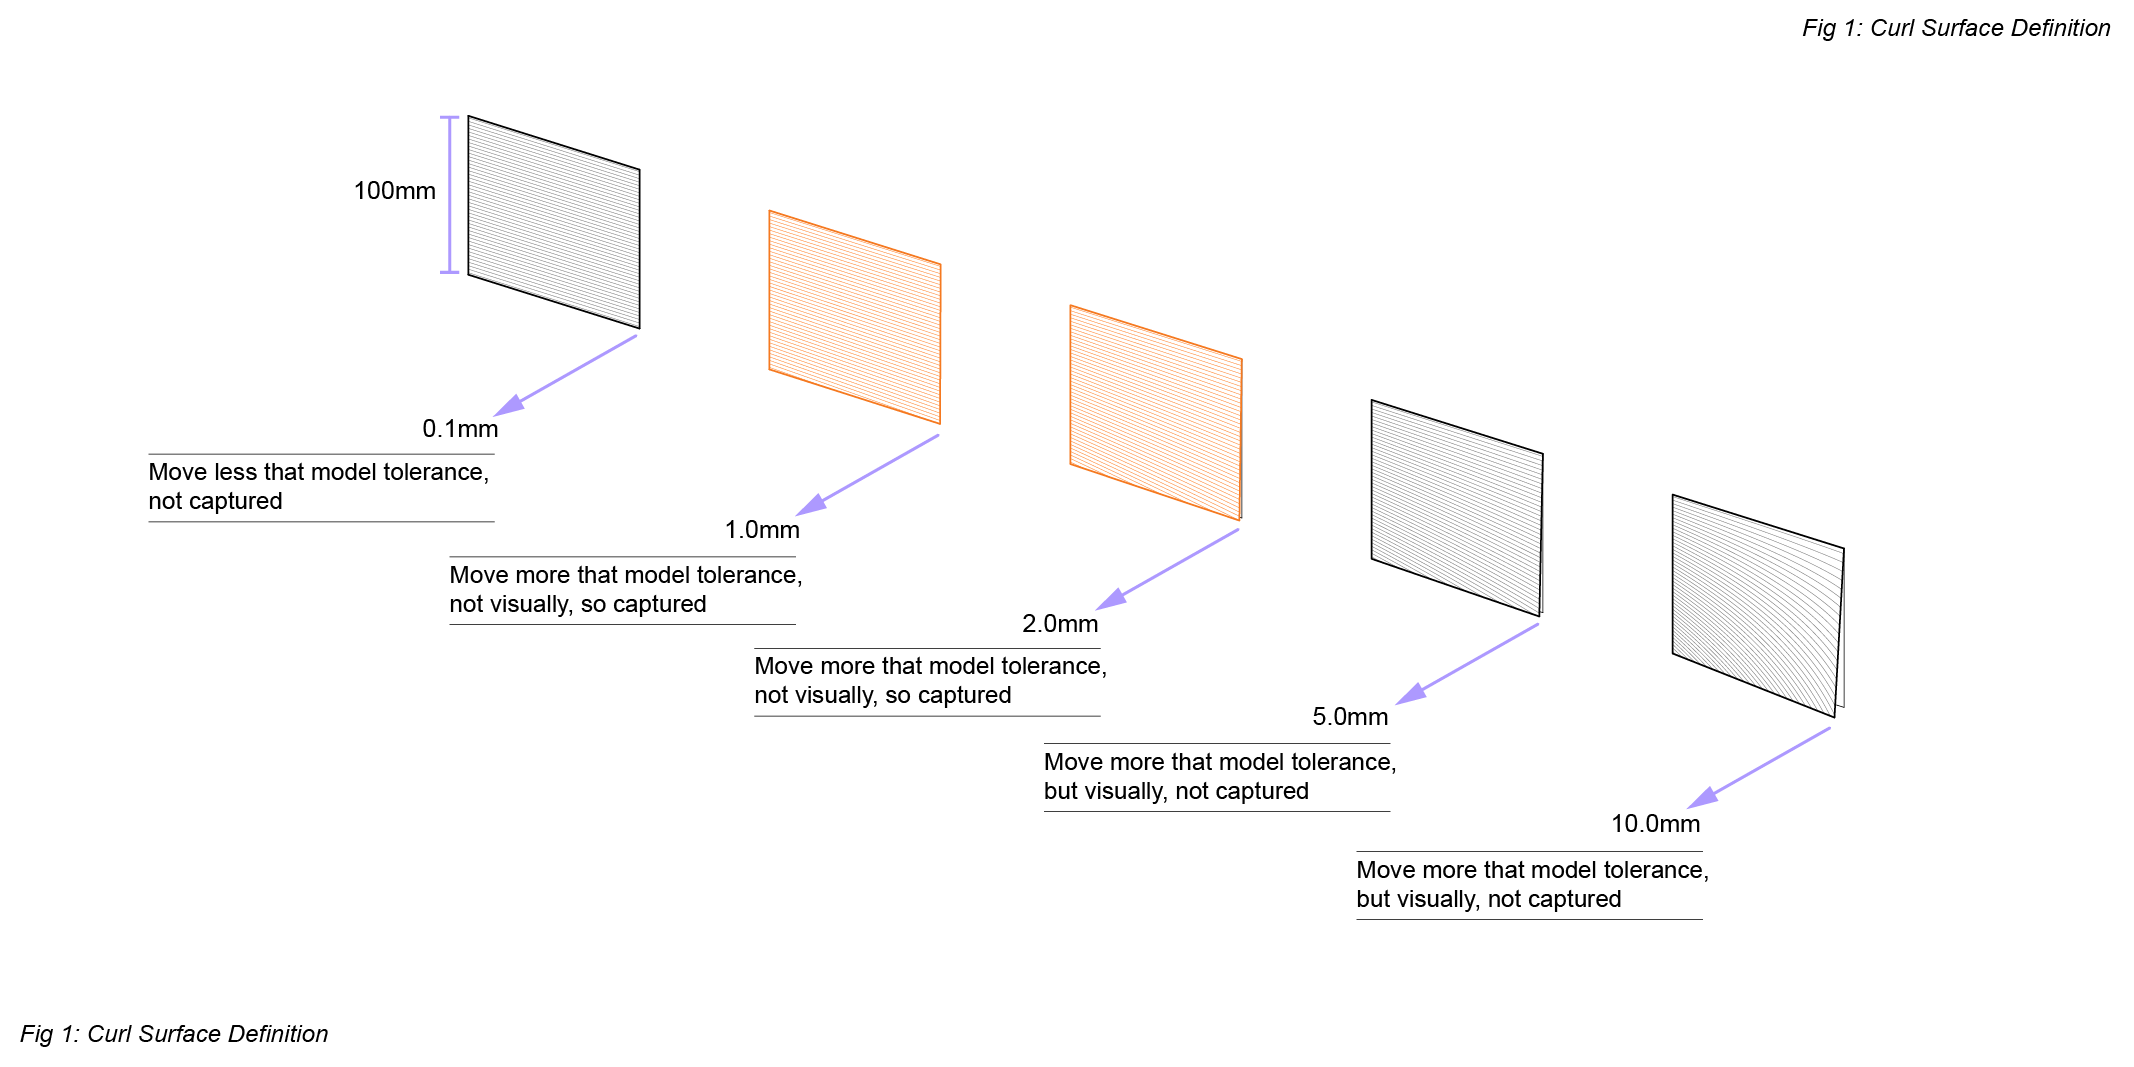 Fig 1: Curl Surface Definition
100mm
0.1mm
Move less that model tolerance,
not captured
1.0mm
Move more that model tolerance,
not visually, so captured
2.0mm
Move more that model tolerance,
not visually, so captured
5.0mm
Move more that model tolerance,
but visually, not captured
10.0mm
Move more that model tolerance,
but visually, not captured
Fig 1: Curl Surface Definition